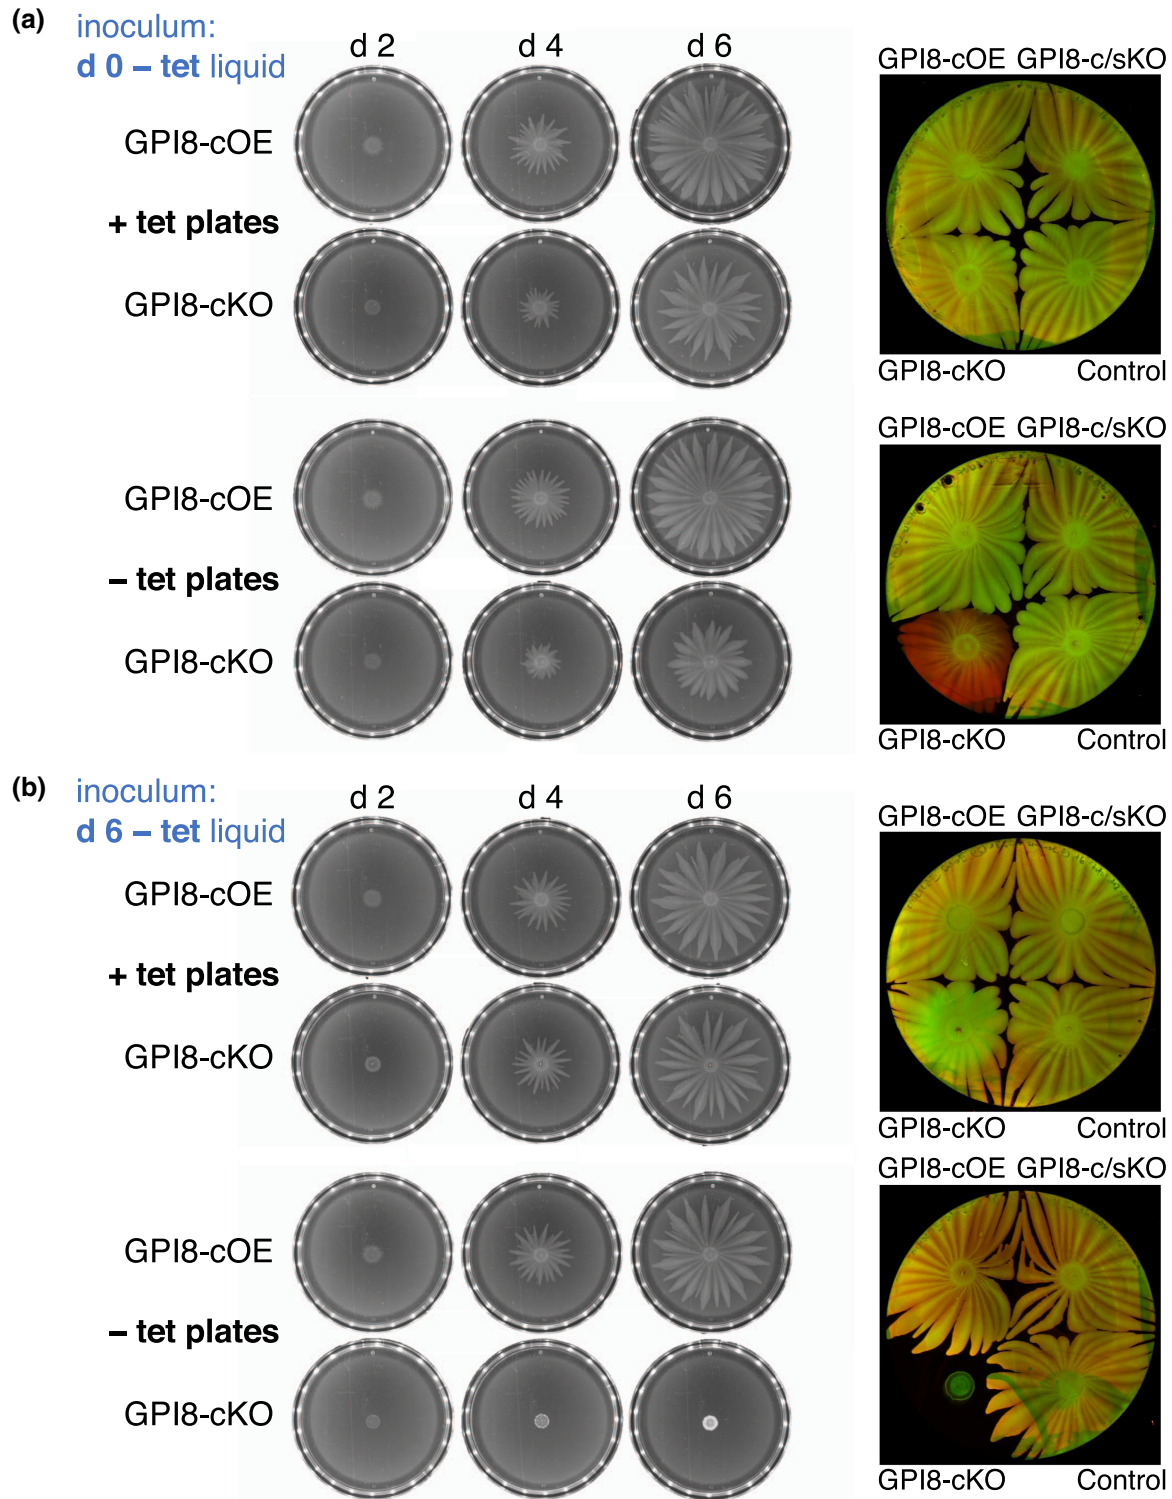 (a) inoculum:
d 0 – tet liquid
d 2 d 4 d 6
GPI8-cOE
+ tet plates
GPI8-cKO
GPI8-cOE
– tet plates
GPI8-cKO
GPI8-cOE GPI8-c/sKO
GPI8-cKO Control
GPI8-cOE GPI8-c/sKO
GPI8-cKO Control
(b) inoculum:
d 6 – tet liquid
d 2 d 4 d 6
GPI8-cOE
+ tet plates
GPI8-cKO
GPI8-cOE
– tet plates
GPI8-cKO
GPI8-cOE GPI8-c/sKO
GPI8-cKO Control
GPI8-cOE GPI8-c/sKO
GPI8-cKO Control